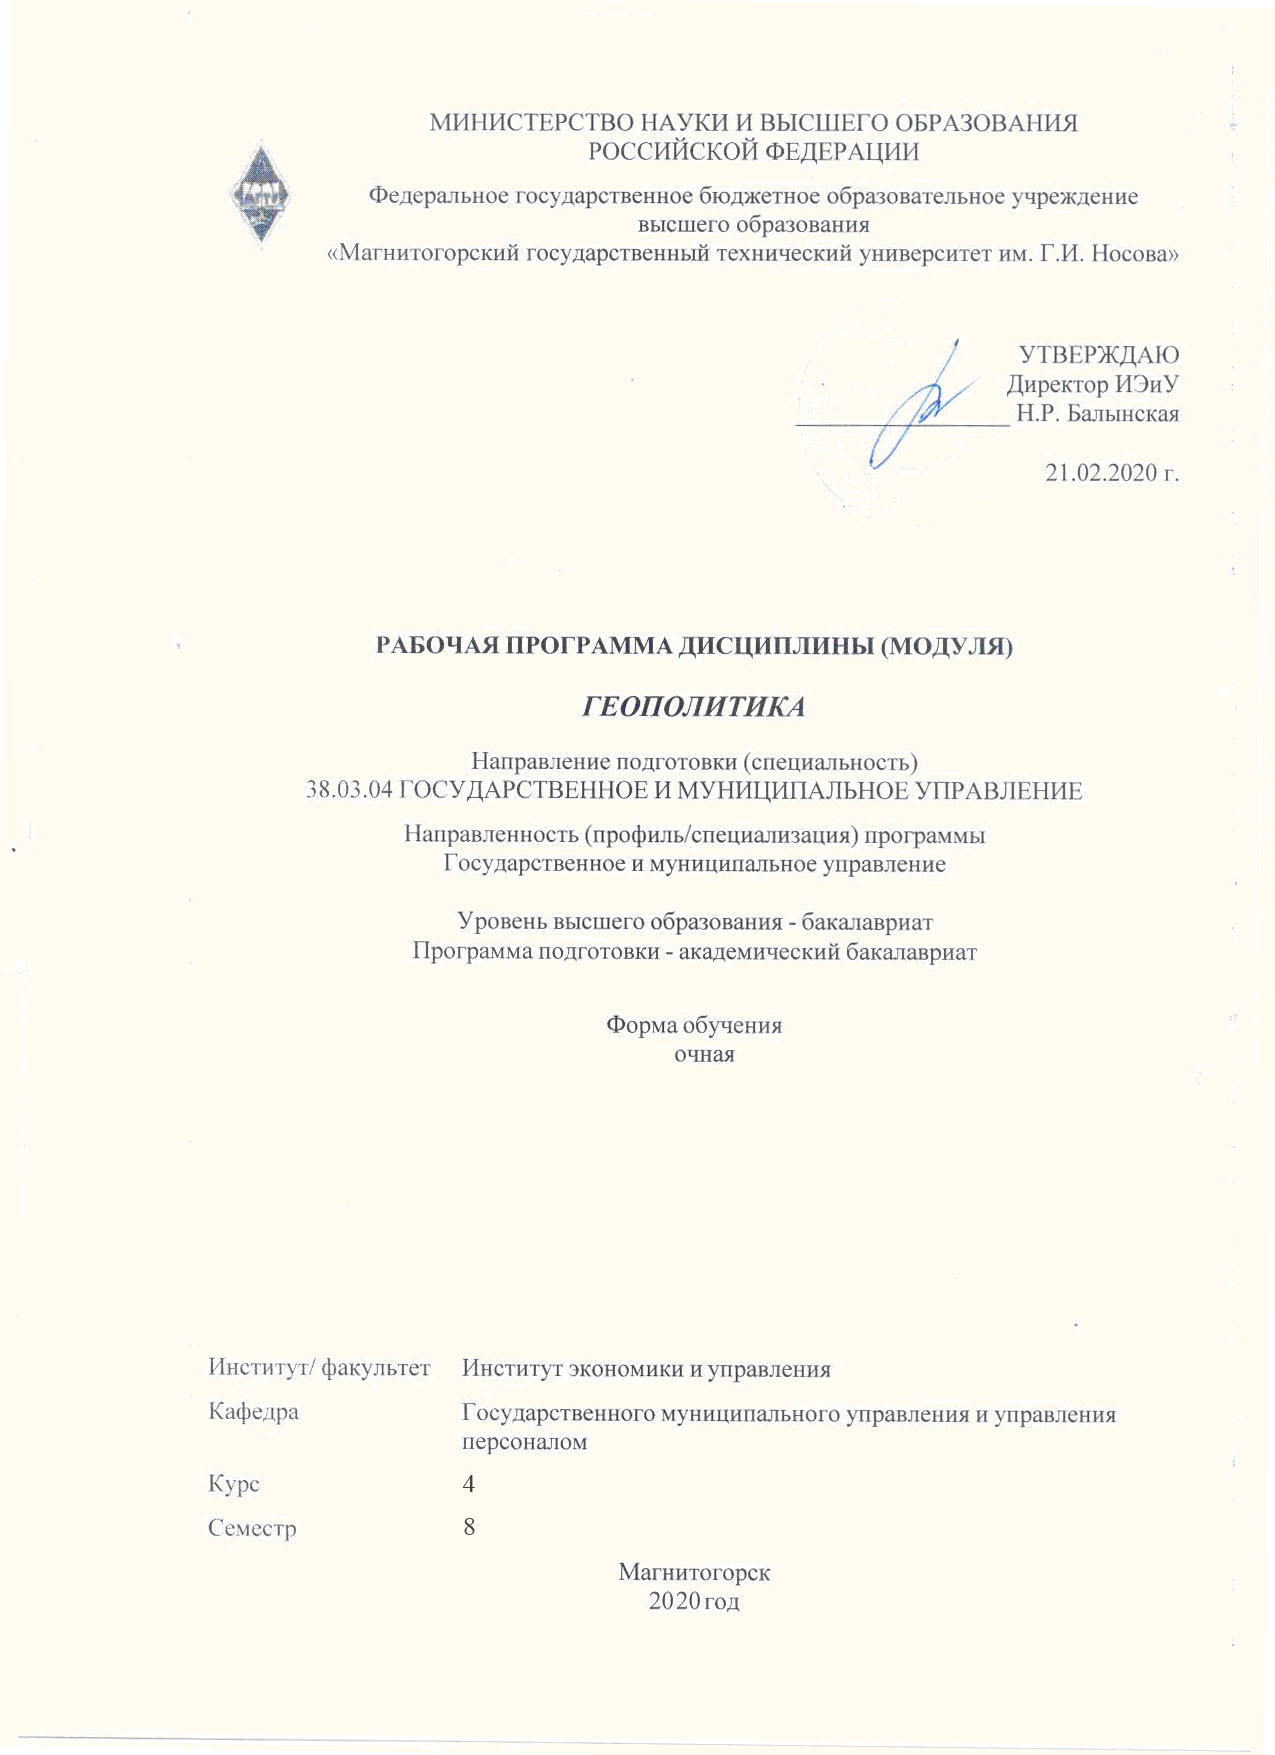 МИНИСТЕРСТВО НАУКИ И ВЫСШЕГО ОБРАЗОВАНИЯ
РОССИЙСКОЙ ФЕДЕРАЦИИ
Федеральное государственное бюджетное образовательное учреждение
высшего образования
«Магнитогорский государственный технический университет им. Г.И. Носова»
УТВЕРЖДАЮ
Директор ИЭиУ
Н.Р. Балынская
21.02.2020 г.
РАБОЧАЯ ПРОГРАММА ДИСЦИПЛИНЫ (МОДУЛЯ)
ГЕОПОЛИТИКА
Направление подготовки (специальность)
38.03.04 ГОСУДАРСТВЕННОЕ И МУНИЦИПАЛЬНОЕ УПРАВЛЕНИЕ
Направленность (профиль/специализация) программы
Государственное и муниципальное управление
Уровень высшего образования - бакалавриат
Программа подготовки - академический бакалавриат
Форма обучения
очная
Институт/ факультет Институт экономики и управления
Кафедра Государственного муниципального управления и управления
персоналом
Курс 4
Семестр 8
Магнитогорск
2020 год